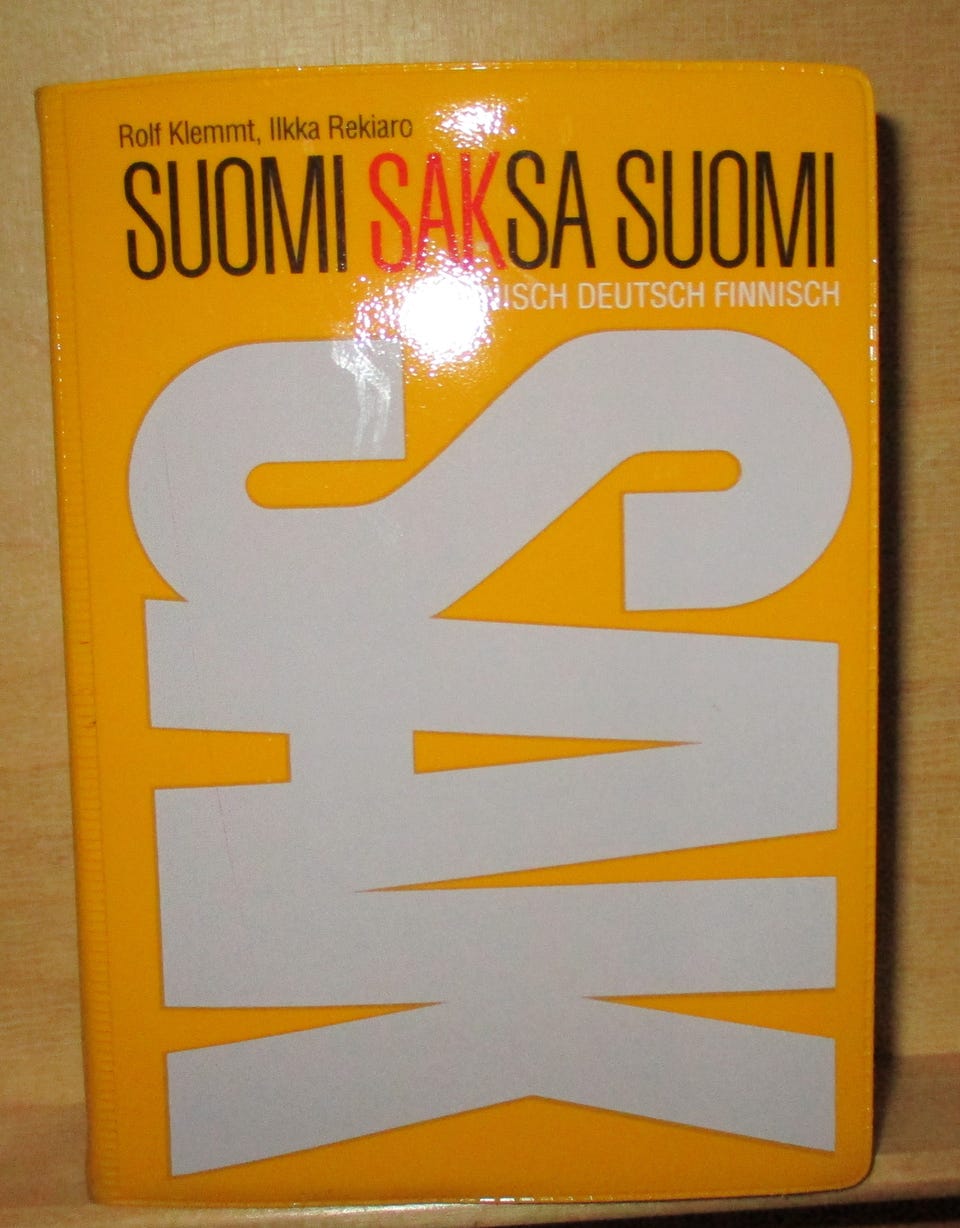 Rolf Klemmt, Ilkka Rekiaro
SUOMI SAKSA SUOMI
DEUTSCH FINNISCH
SAK